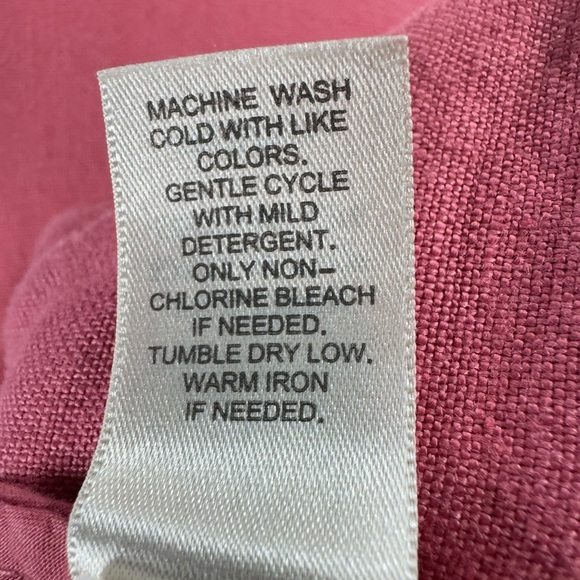 MACHINE WASH
COLD WITH LIKE
COLORS.
GENTLE CYCLE
WITH MILD
DETERGENT.
ONLY NON-
CHLORINE BLEACH
IF NEEDED.
TUMBLE DRY LOW.
WARM IRON
IF NEEDED.